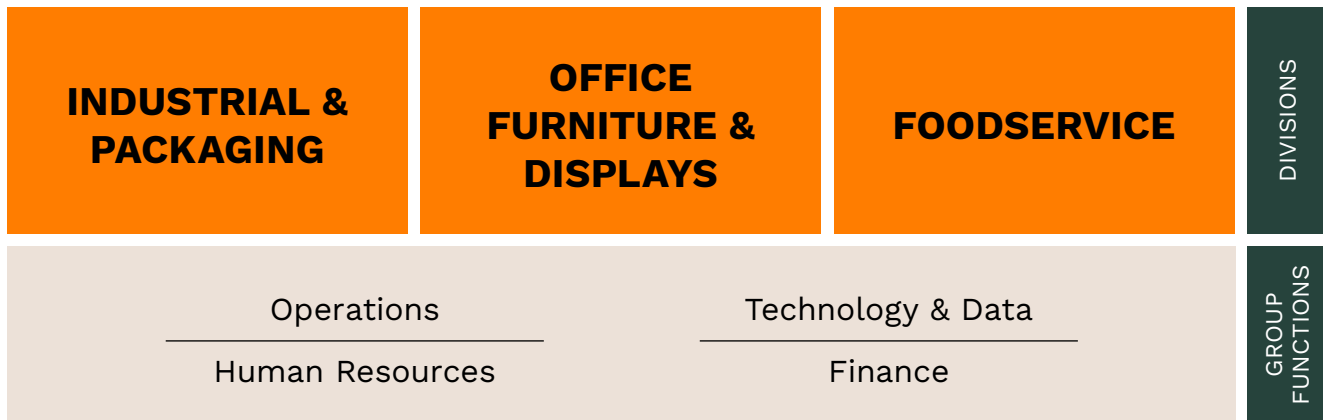 INDUSTRIAL &
PACKAGING
OFFICE
FURNITURE &
DISPLAYS
FOODSERVICE
DIVISIONS
Operations
Human Resources
Technology & Data
Finance
GROUP
FUNCTIONS